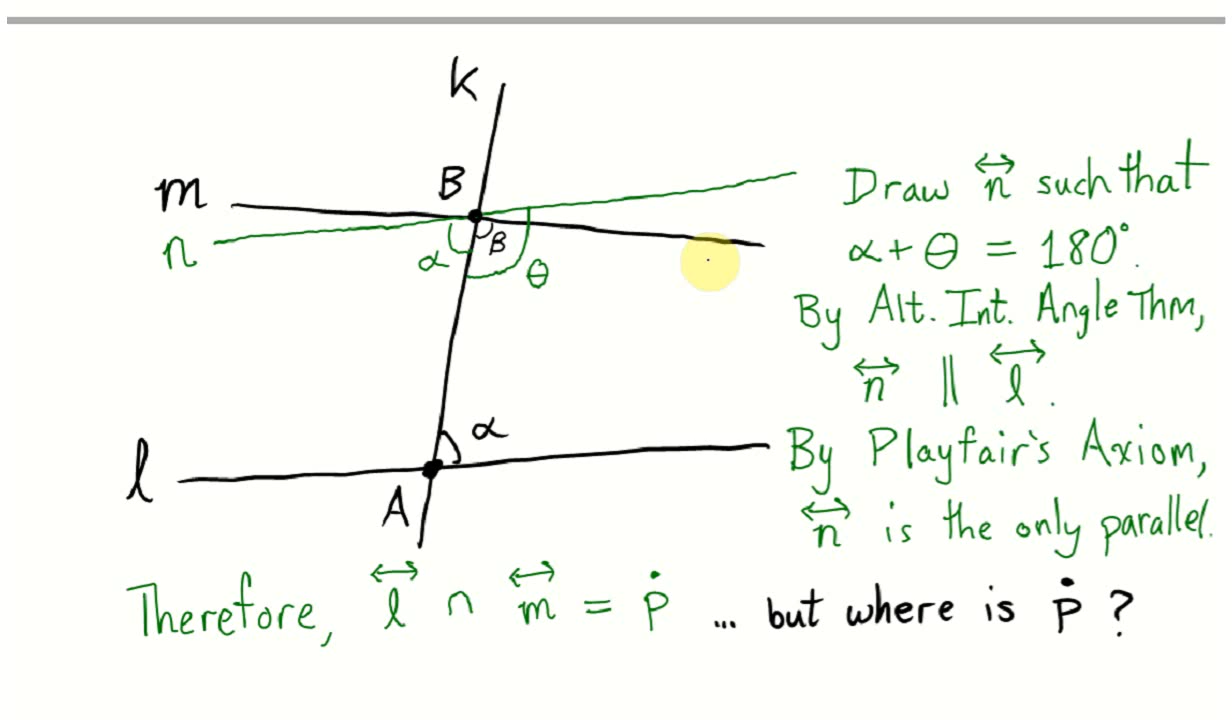 k
B
m
n
α
β
θ
Draw n such that
α + θ = 180°.
By Alt. Int. Angle Thm,
n || l.
α
l
A
By Playfair's Axiom,
n is the only parallel.
Therefore, l ∩ m = p ... but where is p ?